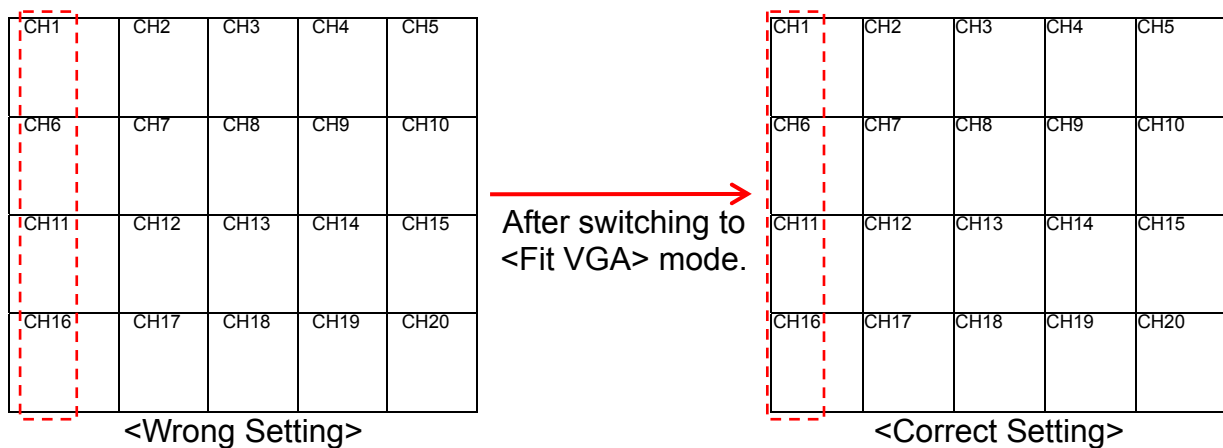 CH1 CH2 CH3 CH4 CH5
CH6 CH7 CH8 CH9 CH10
CH11 CH12 CH13 CH14 CH15
CH16 CH17 CH18 CH19 CH20
<Wrong Setting>
After switching to
<Fit VGA> mode.
CH1 CH2 CH3 CH4 CH5
CH6 CH7 CH8 CH9 CH10
CH11 CH12 CH13 CH14 CH15
CH16 CH17 CH18 CH19 CH20
<Correct Setting>